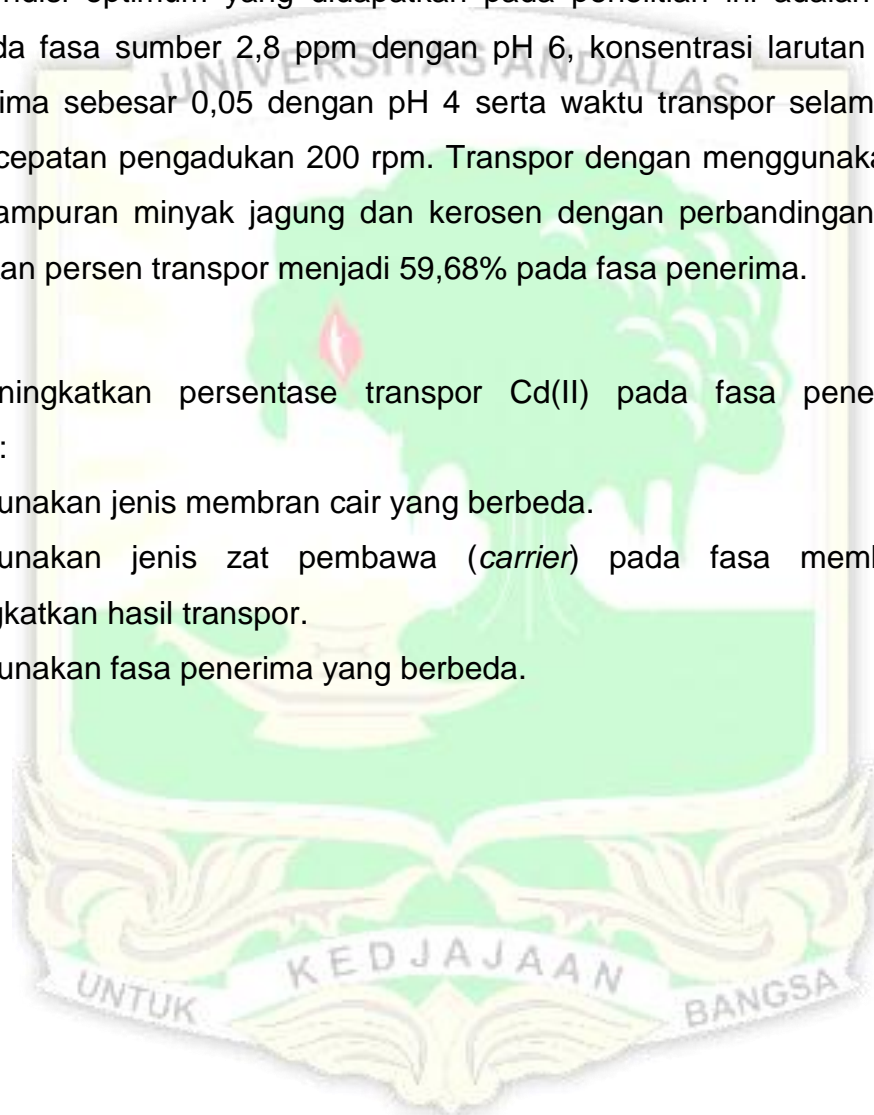 ndisi optimum yang didapatkan pada penelitian ini adalah
da fasa sumber 2,8 ppm dengan pH 6, konsentrasi larutan
UNIVERSITAS ANDALAS
ima sebesar 0,05 dengan pH 4 serta waktu transpor selam
cepatan pengadukan 200 rpm. Transpor dengan menggunaka
ampuran minyak jagung dan kerosen dengan perbandingan
kan persen transpor menjadi 59,68% pada fasa penerima.
ningkatkan persentase transpor Cd(II) pada fasa pene
:
unakan jenis membran cair yang berbeda.
unakan jenis zat pembawa (carrier) pada fasa meml
gkatkan hasil transpor.
unakan fasa penerima yang berbeda.
UNTUK KEDJAJAAN BANGSA